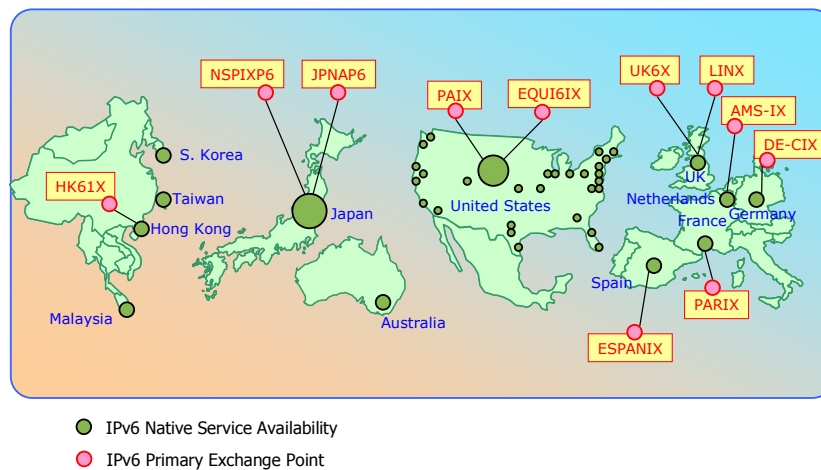 NSPIXP6
JPNAP6
PAIX
EQUI6IX
UK6X
LINX
AMS-IX
DE-CIX
HK61X
S. Korea
Taiwan
Hong Kong
Malaysia
Japan
Australia
United States
UK
Netherlands
France
Germany
Spain
PARIX
ESPANIX
IPv6 Native Service Availability
IPv6 Primary Exchange Point